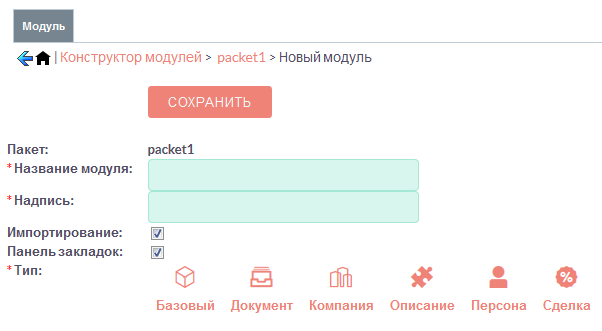 Модуль
| Конструктор модулей > packet1 > Новый модуль
СОХРАНИТЬ
Пакет: packet1
* Название модуля:
* Надпись:
Импортирование:
Панель закладок:
* Тип:
Базовый Документ Компания Описание Персона Сделка